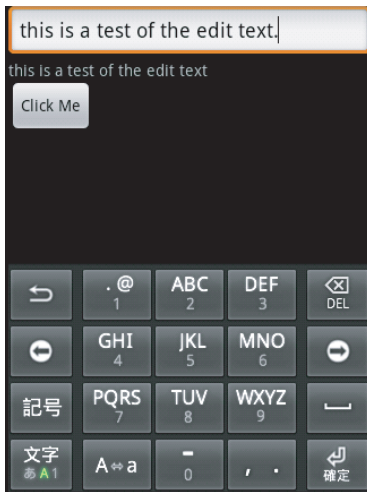 this is a test of the edit text.
this is a test of the edit text
Click Me
. @ ABC DEF DEL
1 2 3
GHI JKL MNO
4 5 6
記号 PQRS TUV WXYZ
7 8 9
文字 A⇔a - , .
あA1 0 確定